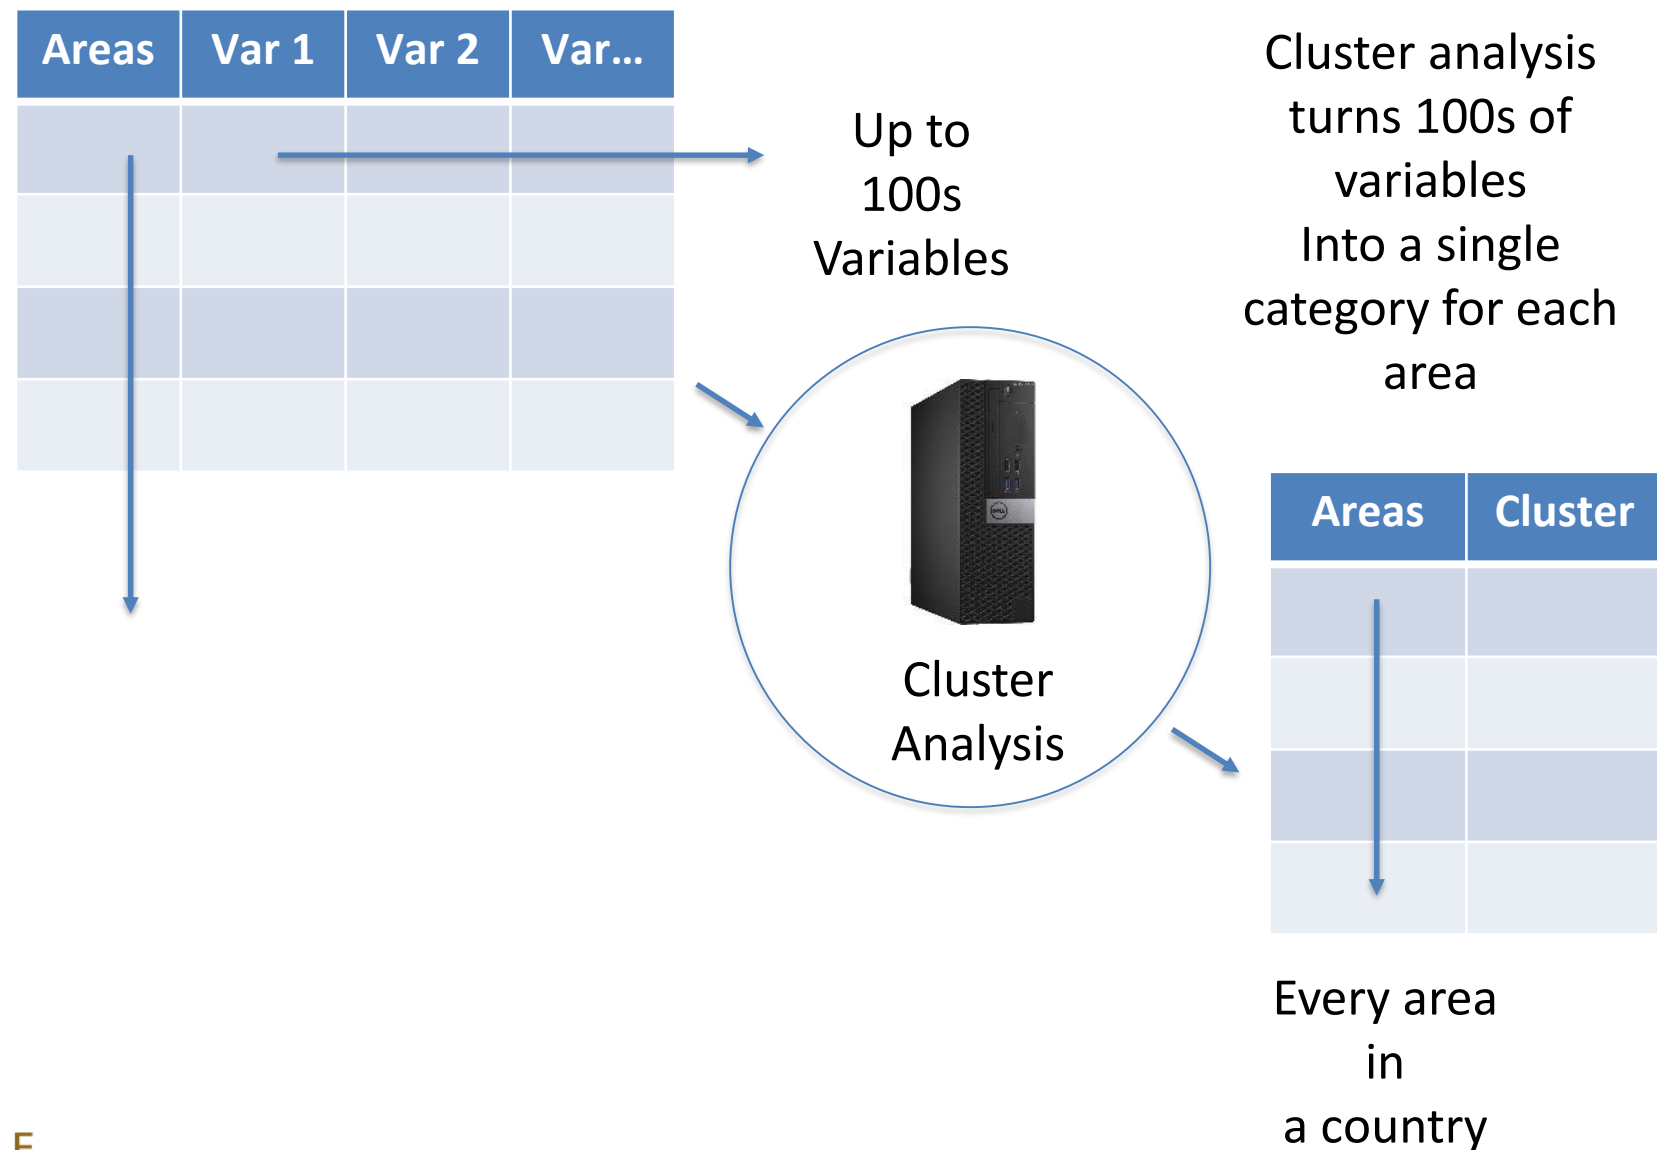 Areas Var 1 Var 2 Var...
Up to
100s
Variables
Cluster analysis
turns 100s of
variables
Into a single
category for each
area
DELL
Cluster
Analysis
Areas Cluster
Every area
in
a country
E